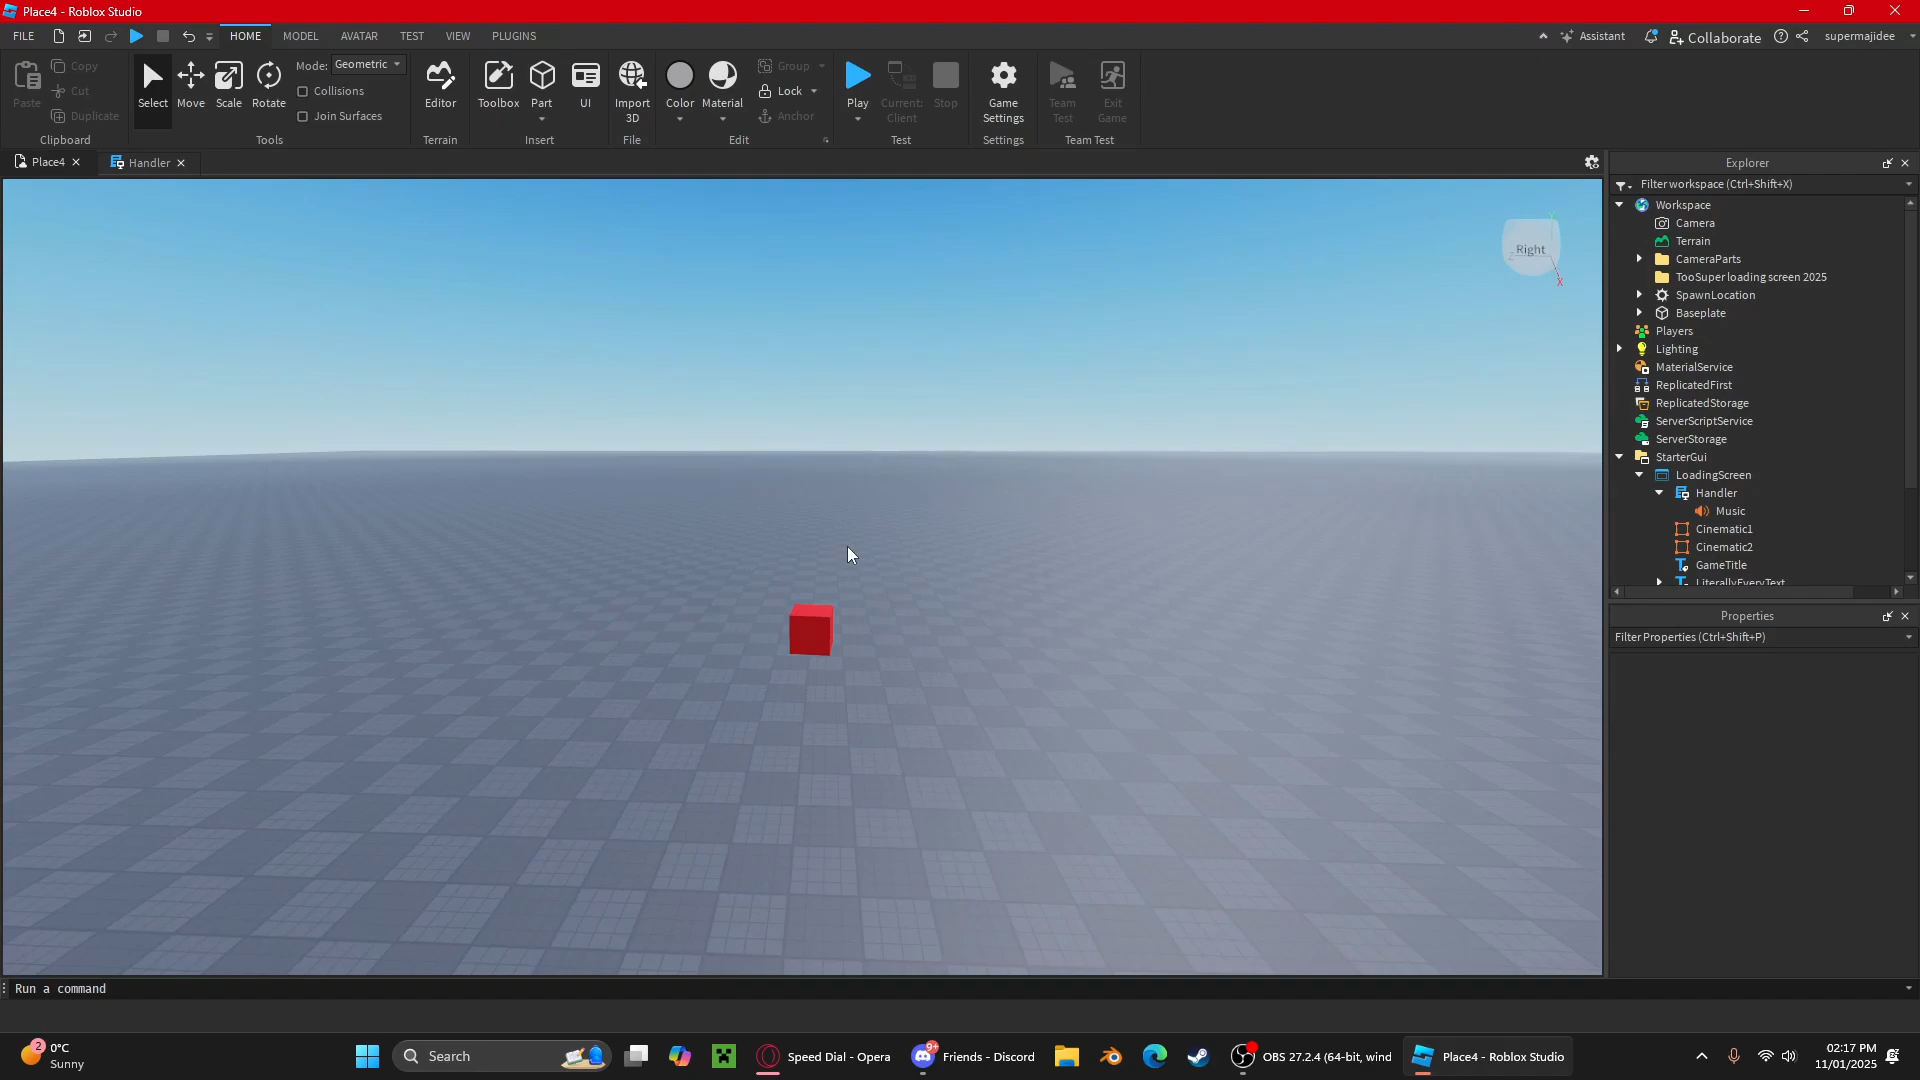 Place4 - Roblox Studio
FILE HOME MODEL AVATAR TEST VIEW PLUGINS Assistant Collaborate supermajidee
Paste Copy Cut Duplicate Clipboard
Select Move Scale Rotate Mode: Geometric Collisions Join Surfaces Tools
Editor Terrain
Toolbox Part UI Insert
Import 3D File
Color Material Group Lock Anchor Edit
Play Current: Client Stop Test
Game Settings Settings
Team Test Exit Game Team Test
Place4 Handler
Right
Z
X
Y
Explorer
Filter workspace (Ctrl+Shift+X)
Workspace
Camera
Terrain
CameraParts
TooSuper loading screen 2025
SpawnLocation
Baseplate
Players
Lighting
MaterialService
ReplicatedFirst
ReplicatedStorage
ServerScriptService
ServerStorage
StarterGui
LoadingScreen
Handler
Music
Cinematic1
Cinematic2
GameTitle
LiterallyEveryText
Properties
Filter Properties (Ctrl+Shift+P)
Run a command
2
0°C
Sunny
Search
Speed Dial - Opera
9+
Friends - Discord
OBS 27.2.4 (64-bit, wind
Place4 - Roblox Studio
02:17 PM
11/01/2025